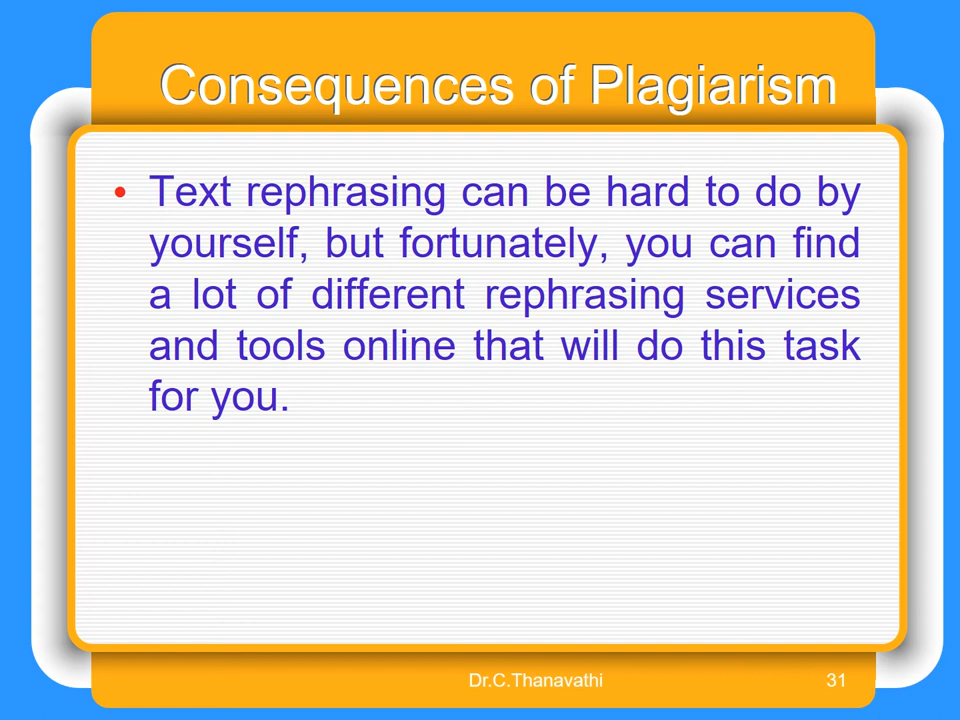 Consequences of Plagiarism
• Text rephrasing can be hard to do by
yourself, but fortunately, you can find
a lot of different rephrasing services
and tools online that will do this task
for you.
Dr.C.Thanavathi
31